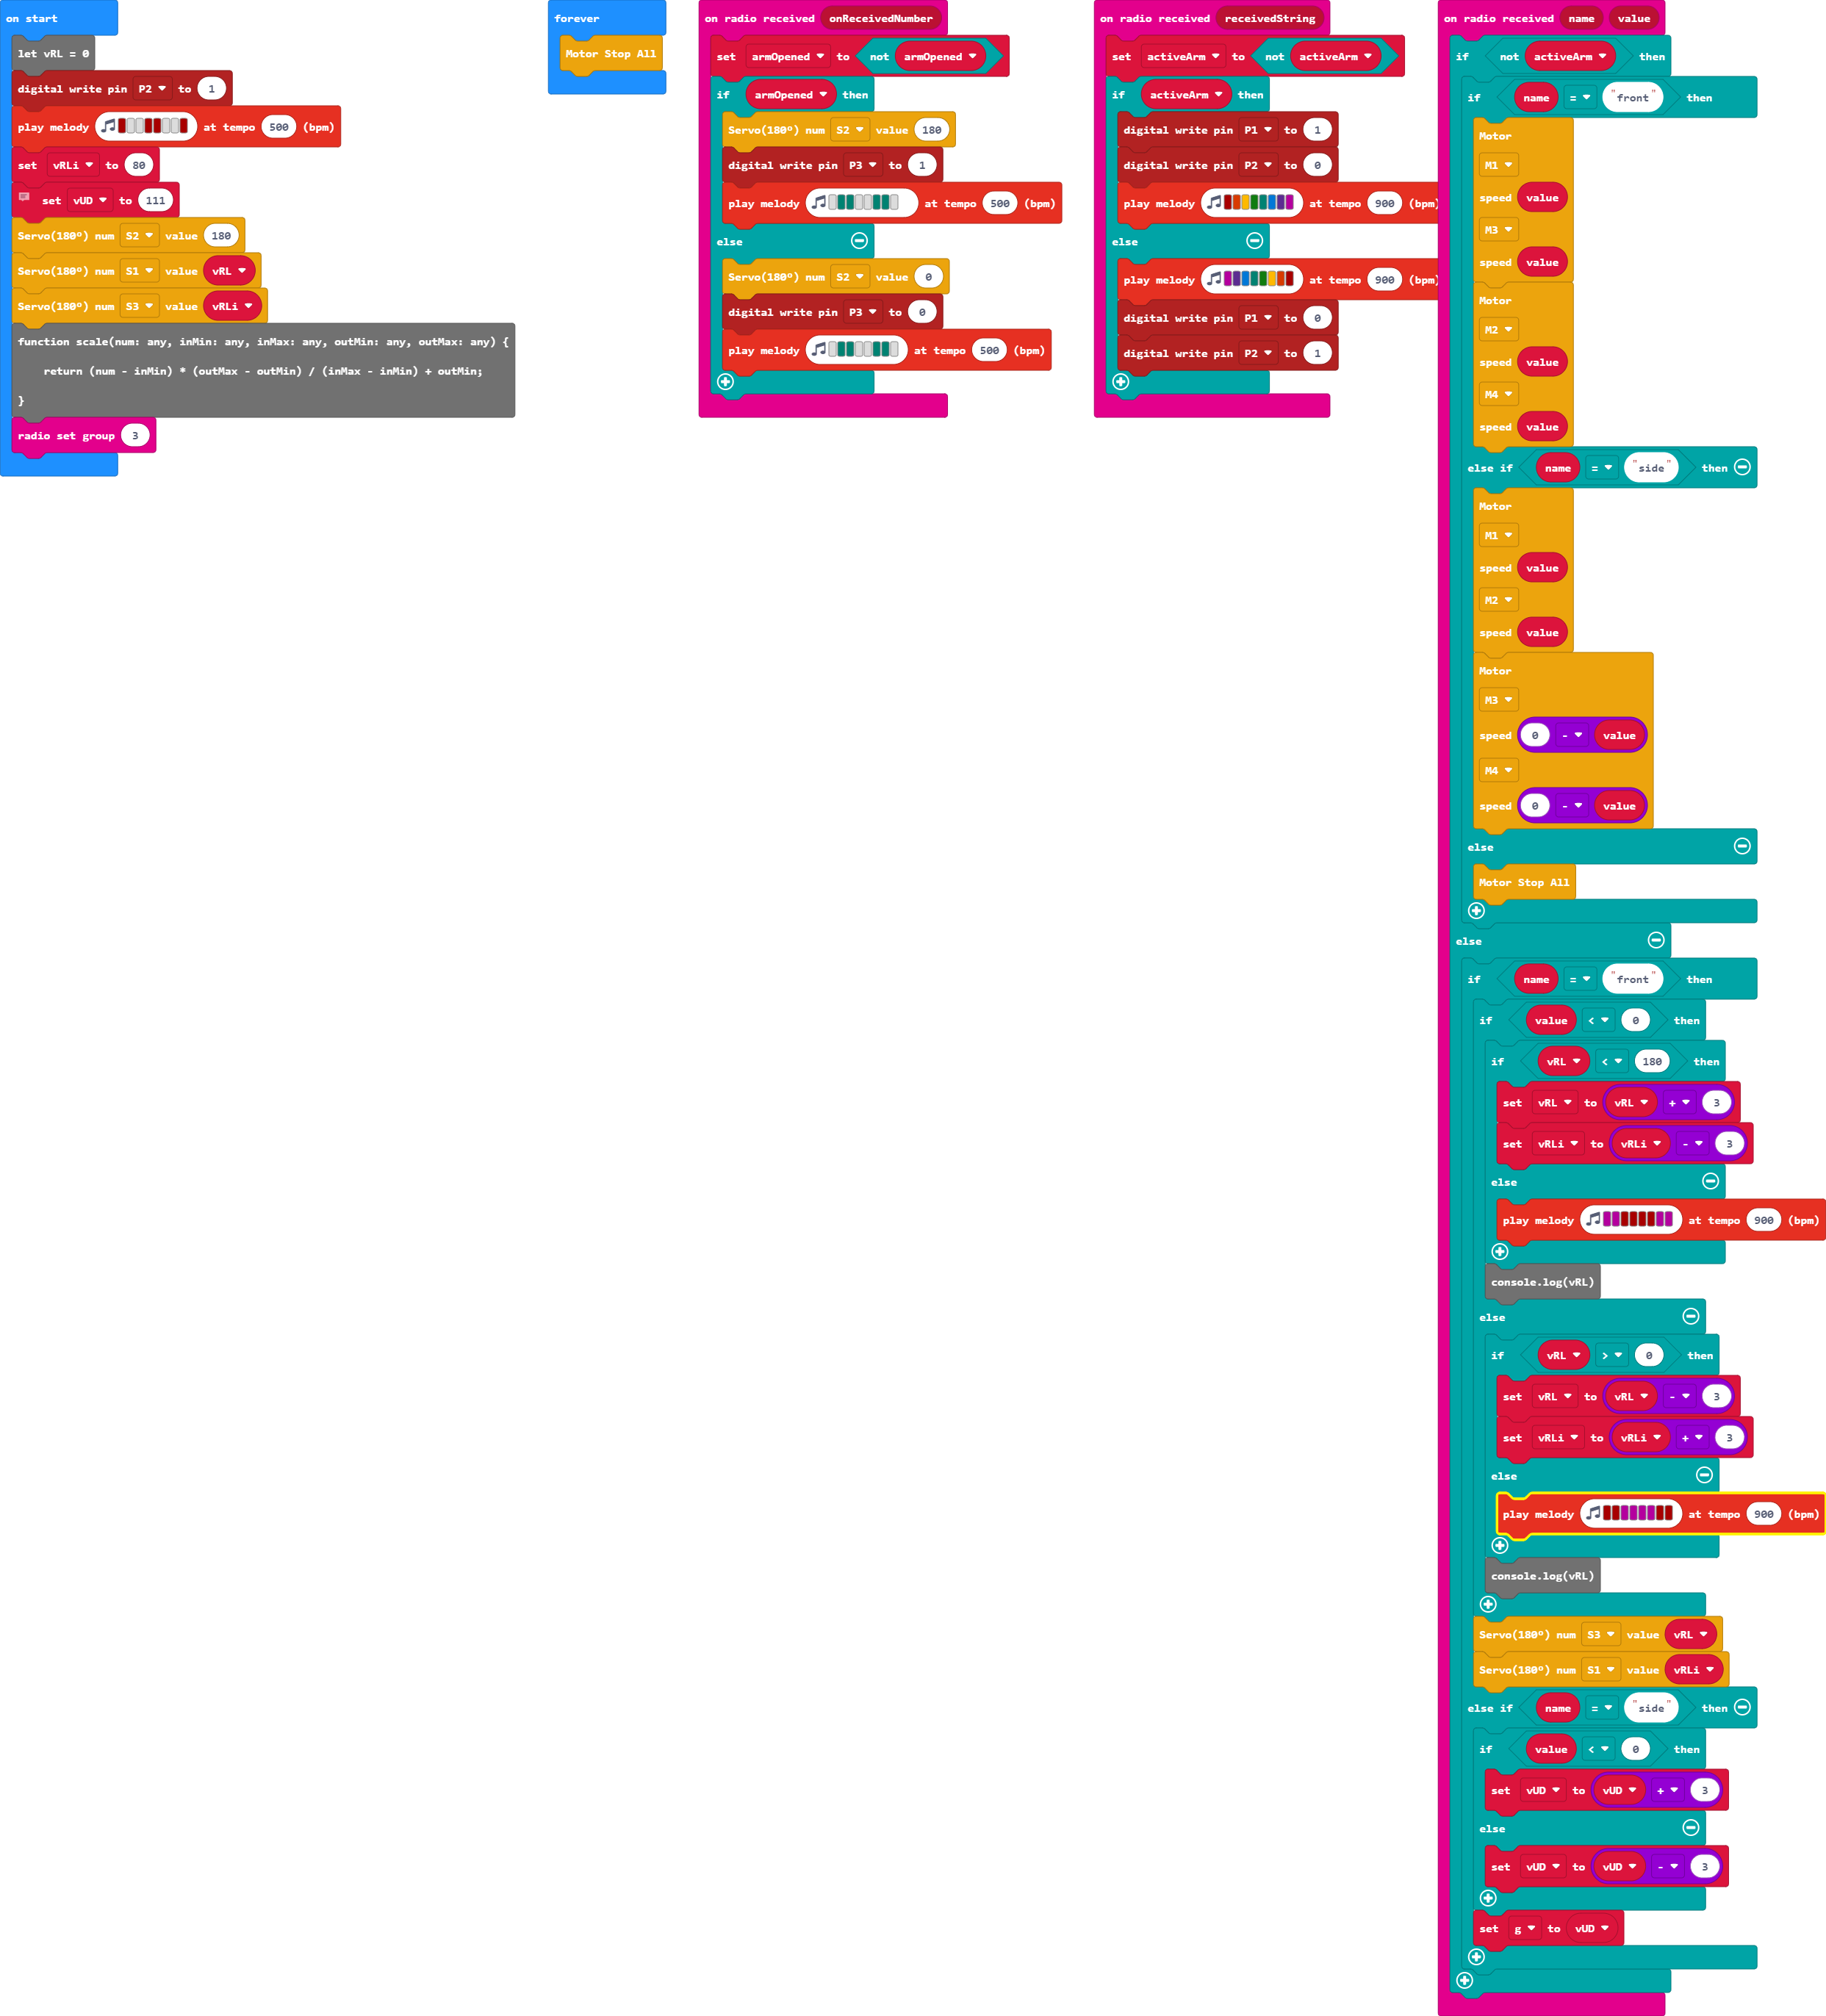 on start
let vRL = 0
digital write pin P2 to 1
play melody at tempo 500 (bpm)
set vRLi to 80
set vUD to 111
Servo(180°) num S2 value 180
Servo(180°) num S1 value vRL
Servo(180°) num S3 value vRLi
function scale(num: any, inMin: any, inMax: any, outMin: any, outMax: any) {
return (num - inMin) * (outMax - outMin) / (inMax - inMin) + outMin;
}
radio set group 3
forever
Motor Stop All
on radio received onReceivedNumber
set armOpened to not armOpened
if armOpened then
Servo(180°) num S2 value 180
digital write pin P3 to 1
play melody at tempo 500 (bpm)
else
Servo(180°) num S2 value 0
digital write pin P3 to 0
play melody at tempo 500 (bpm)
on radio received receivedString
set activeArm to not activeArm
if activeArm then
digital write pin P1 to 1
digital write pin P2 to 0
play melody at tempo 900 (bpm)
else
play melody at tempo 900 (bpm)
digital write pin P1 to 0
digital write pin P2 to 1
on radio received name value
if not activeArm then
if name = "front" then
Motor
M1
speed value
M3
speed value
Motor
M2
speed value
M4
speed value
else if name = "side" then
Motor
M1
speed value
M2
speed value
Motor
M3
speed 0 - value
M4
speed 0 - value
else
Motor Stop All
else
if name = "front" then
if value < 0 then
if vRL < 180 then
set vRL to vRL + 3
set vRLi to vRLi - 3
else
play melody at tempo 900 (bpm)
console.log(vRL)
else
if vRL > 0 then
set vRL to vRL - 3
set vRLi to vRLi + 3
else
play melody at tempo 900 (bpm)
console.log(vRL)
Servo(180°) num S3 value vRL
Servo(180°) num S1 value vRLi
else if name = "side" then
if value < 0 then
set vUD to vUD + 3
else
set vUD to vUD - 3
set g to vUD